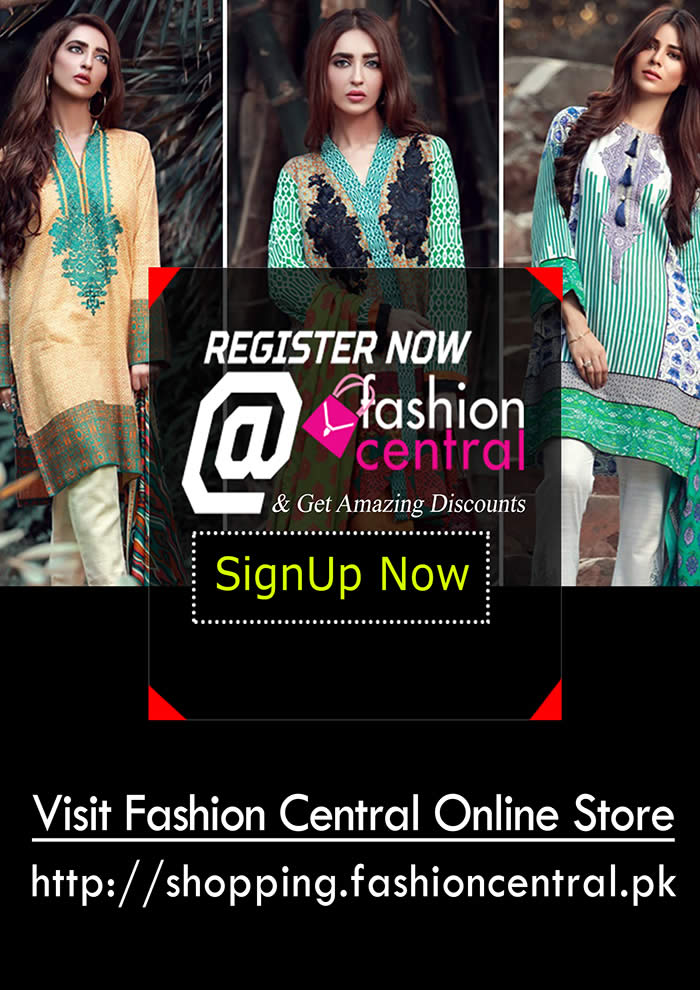 REGISTER NOW
@ fashion
central
& Get Amazing Discounts
SignUp Now
Visit Fashion Central Online Store
http://shopping.fashioncentral.pk